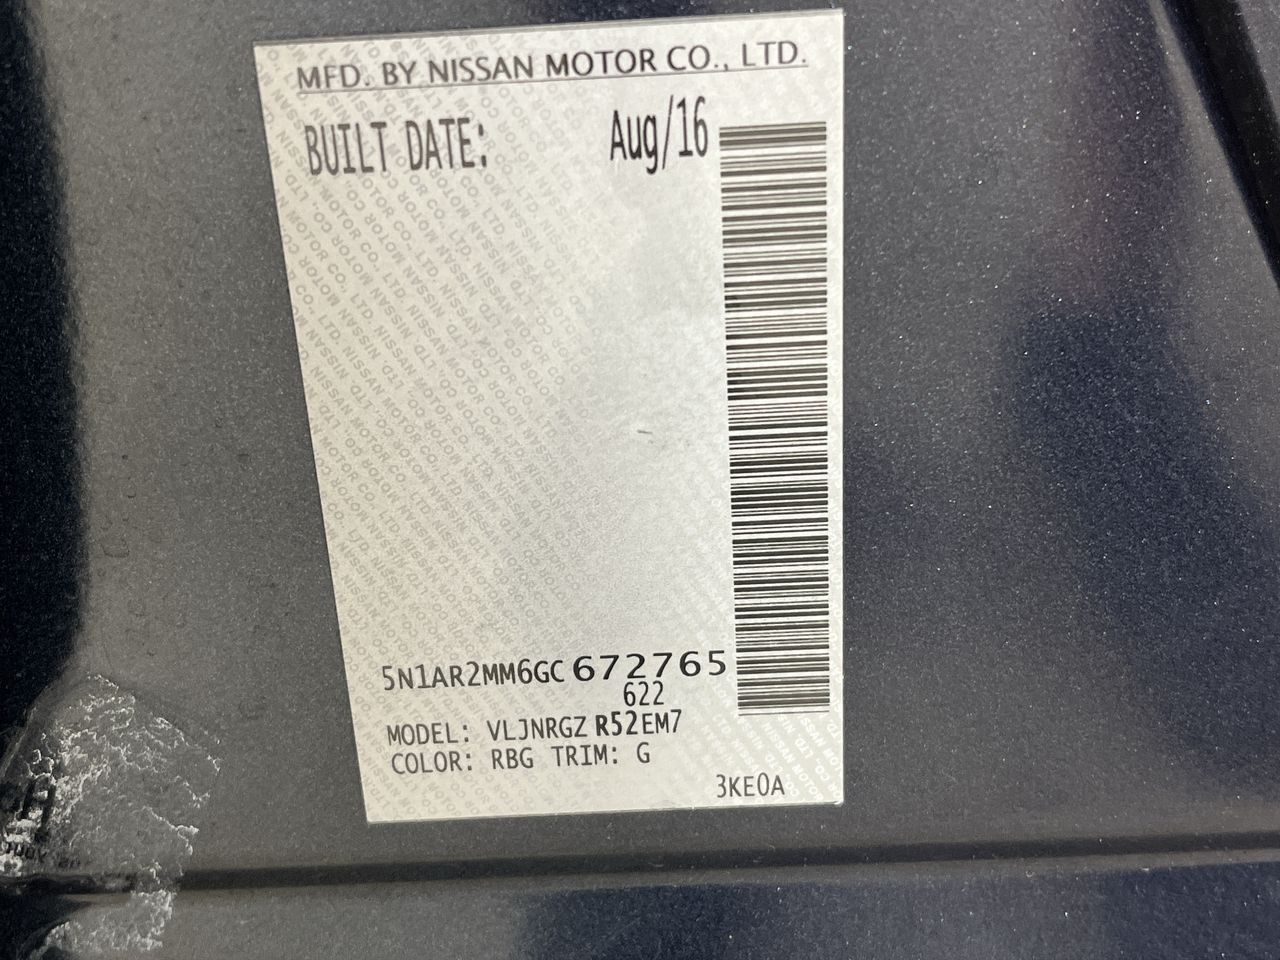 MFD. BY NISSAN MOTOR CO., LTD.
BUILT DATE: Aug/16
5N1AR2MM6GC672765
622
MODEL: VLJNRGZ R52EM7
COLOR: RBG TRIM: G
3KE0A